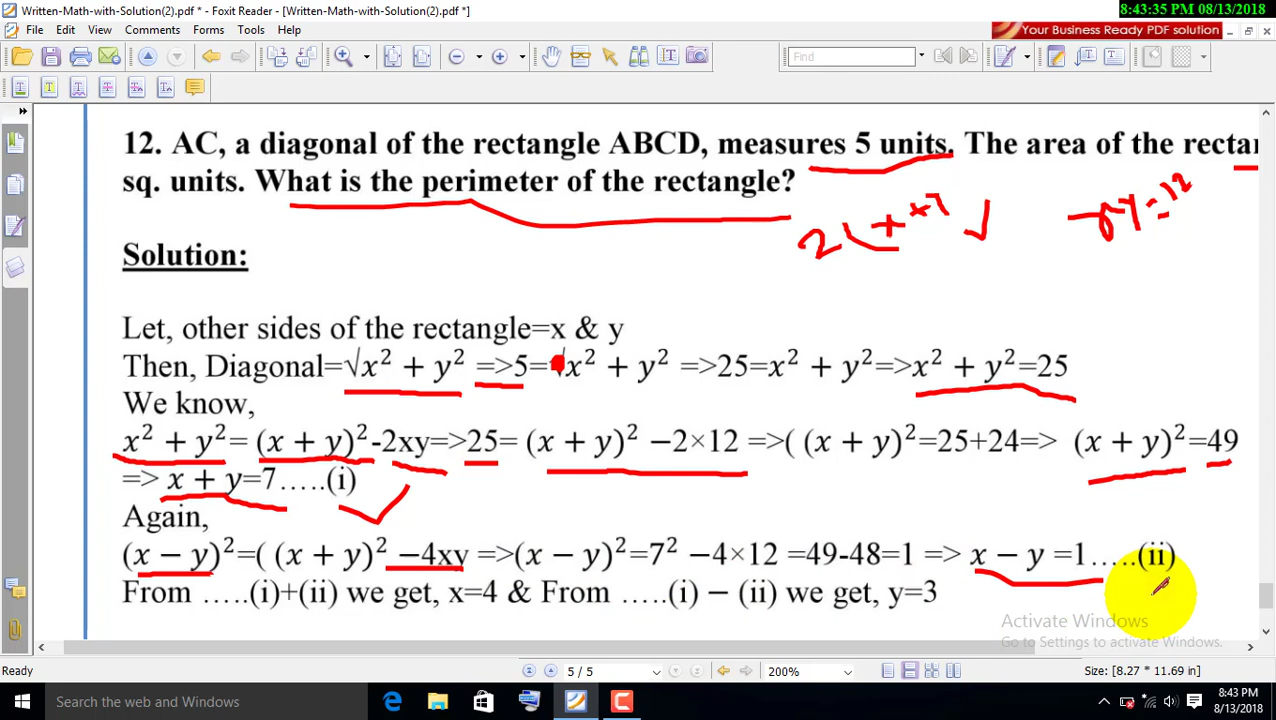 8:43:35 PM 08/13/2018
Written-Math-with-Solution(2).pdf * - Foxit Reader - [Written-Math-with-Solution(2).pdf *]
File Edit View Comments Forms Tools Help
Your Business Ready PDF solution
Find
12. AC, a diagonal of the rectangle ABCD, measures 5 units. The area of the rectan
sq. units. What is the perimeter of the rectangle?
xy=12
Solution:
Let, other sides of the rectangle=x & y
Then, Diagonal=√x² + y² =>5=√x² + y² =>25=x² + y²=>x² + y²=25
We know,
x² + y²= (x + y)²-2xy=>25= (x + y)² −2×12 =>( (x + y)²=25+24=> (x + y)²=49
=> x + y=7…..(i)
Again,
(x − y)²=( (x + y)² −4xy =>(x − y)²=7² −4×12 =49-48=1 => x − y =1…..(ii)
From …..(i)+(ii) we get, x=4 & From …..(i) − (ii) we get, y=3
Activate Windows
Go to Settings to activate Windows.
Ready
5 / 5
200%
Size: [8.27 * 11.69 in]
Search the web and Windows
8:43 PM
8/13/2018